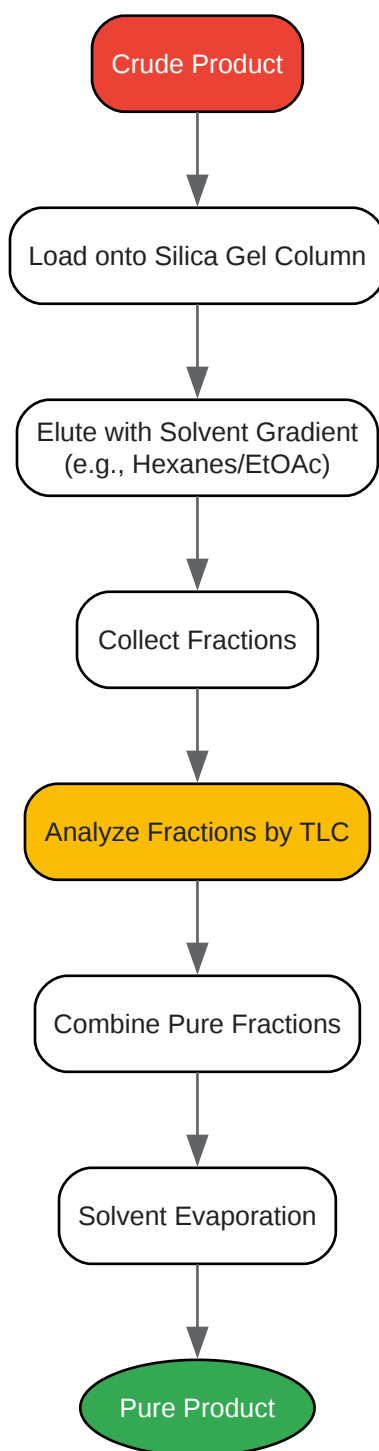 Crude Product
Load onto Silica Gel Column
Elute with Solvent Gradient
(e.g., Hexanes/EtOAc)
Collect Fractions
Analyze Fractions by TLC
Combine Pure Fractions
Solvent Evaporation
Pure Product